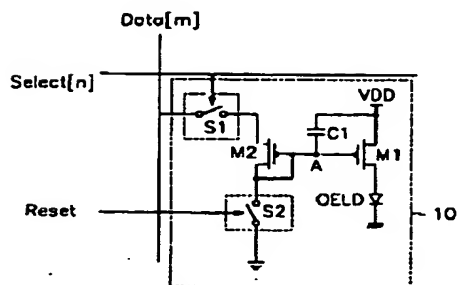 Data[m]
Select[n]
VDD
S1
C1
M2
M1
A
OELD
S2
Reset
10